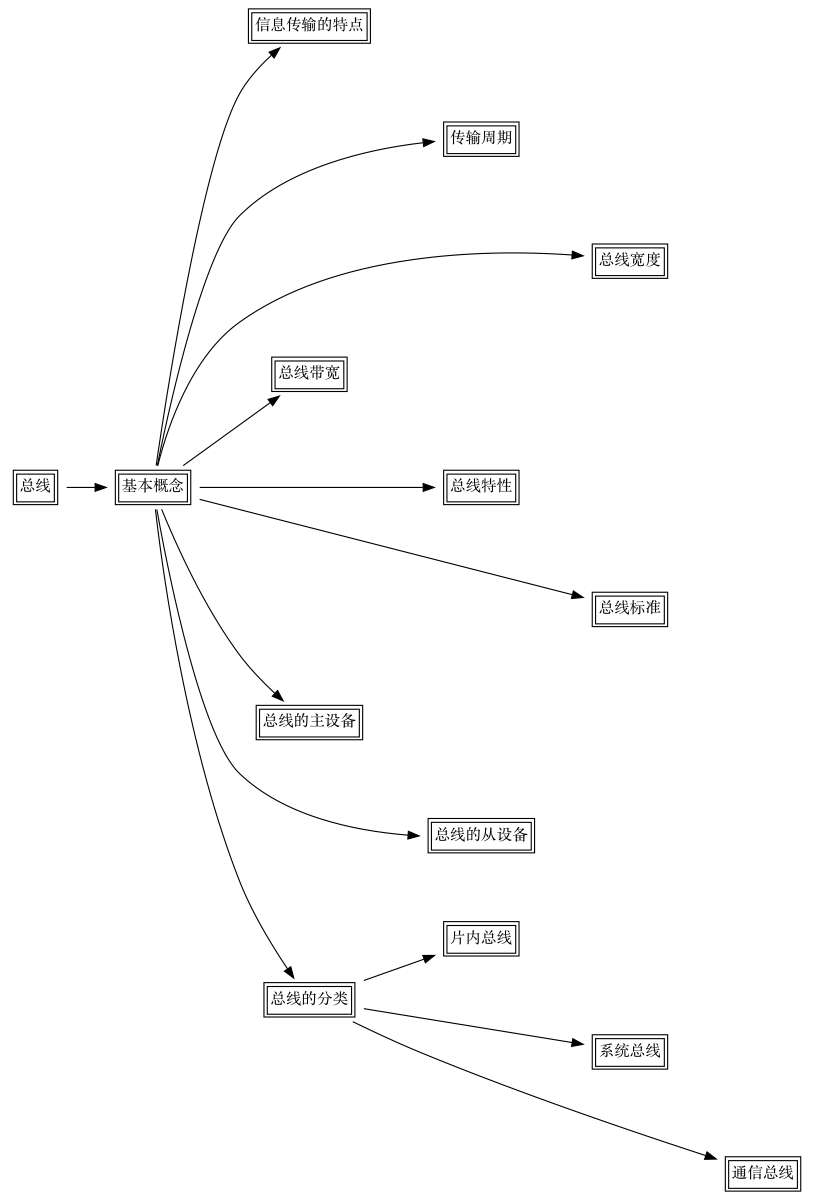 信息传输的特点
传输周期
总线宽度
总线带宽
总线
基本概念
总线特性
总线标准
总线的主设备
总线的从设备
片内总线
总线的分类
系统总线
通信总线